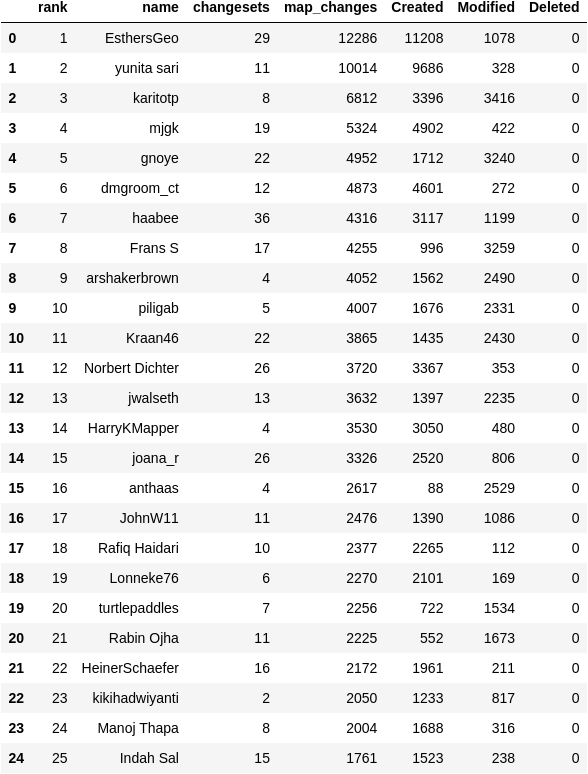 rank name changesets map_changes Created Modified Deleted
0 1 EsthersGeo 29 12286 11208 1078 0
1 2 yunita sari 11 10014 9686 328 0
2 3 karitotp 8 6812 3396 3416 0
3 4 mjgk 19 5324 4902 422 0
4 5 gnoye 22 4952 1712 3240 0
5 6 dmgroom_ct 12 4873 4601 272 0
6 7 haabee 36 4316 3117 1199 0
7 8 Frans S 17 4255 996 3259 0
8 9 arshakerbrown 4 4052 1562 2490 0
9 10 piligab 5 4007 1676 2331 0
10 11 Kraan46 22 3865 1435 2430 0
11 12 Norbert Dichter 26 3720 3367 353 0
12 13 jwalseth 13 3632 1397 2235 0
13 14 HarryKMapper 4 3530 3050 480 0
14 15 joana_r 26 3326 2520 806 0
15 16 anthaas 4 2617 88 2529 0
16 17 JohnW11 11 2476 1390 1086 0
17 18 Rafiq Haidari 10 2377 2265 112 0
18 19 Lonneke76 6 2270 2101 169 0
19 20 turtlepaddles 7 2256 722 1534 0
20 21 Rabin Ojha 11 2225 552 1673 0
21 22 HeinerSchaefer 16 2172 1961 211 0
22 23 kikihadwiyanti 2 2050 1233 817 0
23 24 Manoj Thapa 8 2004 1688 316 0
24 25 Indah Sal 15 1761 1523 238 0